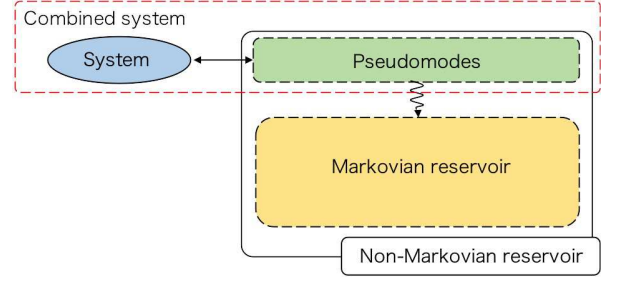 Combined system
System
Pseudomodes
Markovian reservoir
Non-Markovian reservoir